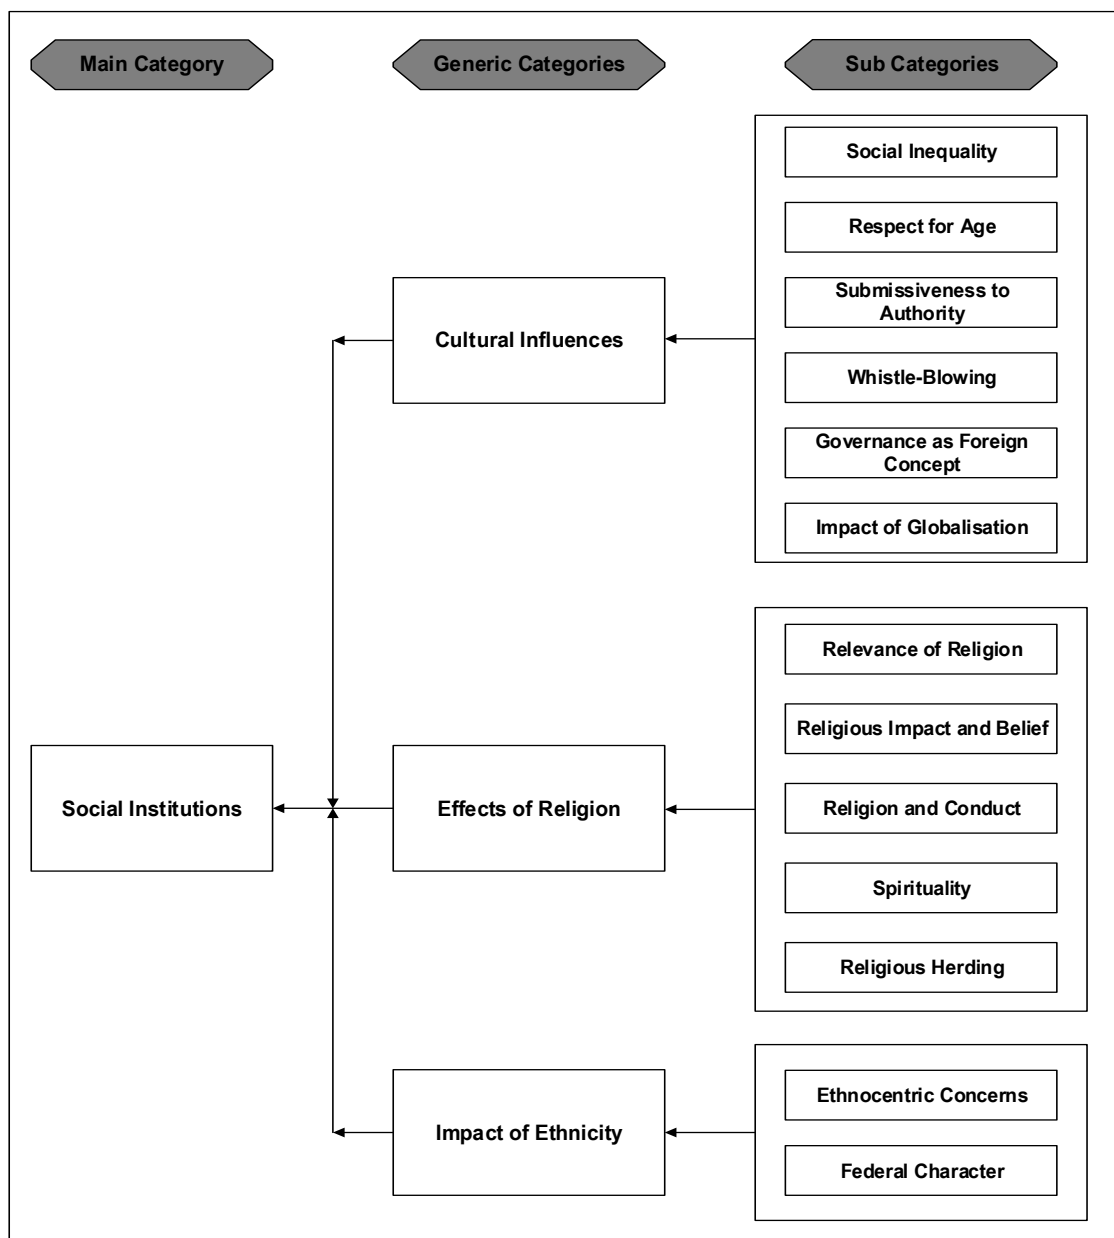 Main Category
Generic Categories
Sub Categories
Social Inequality
Respect for Age
Submissiveness to
Authority
Cultural Influences
Whistle-Blowing
Governance as Foreign
Concept
Impact of Globalisation
Relevance of Religion
Religious Impact and Belief
Social Institutions
Effects of Religion
Religion and Conduct
Spirituality
Religious Herding
Ethnocentric Concerns
Impact of Ethnicity
Federal Character